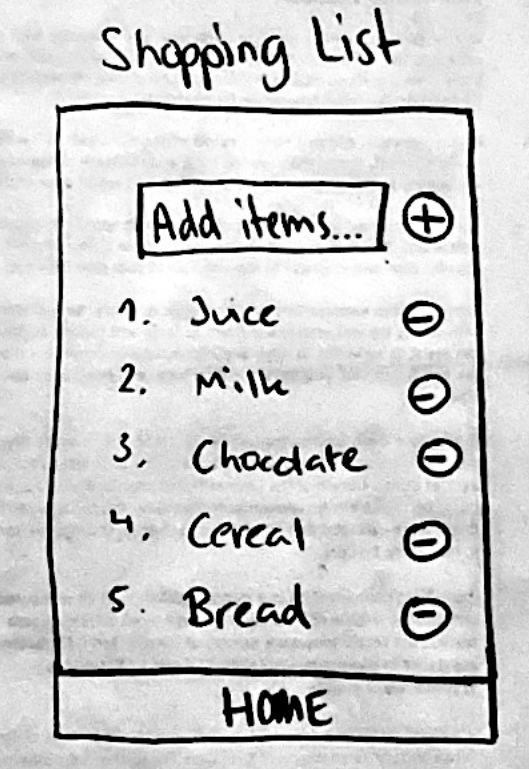 Shopping List
Add items... +
1. Juice -
2. Milk -
3. Chocolate -
4. Cereal -
5. Bread -
HOME